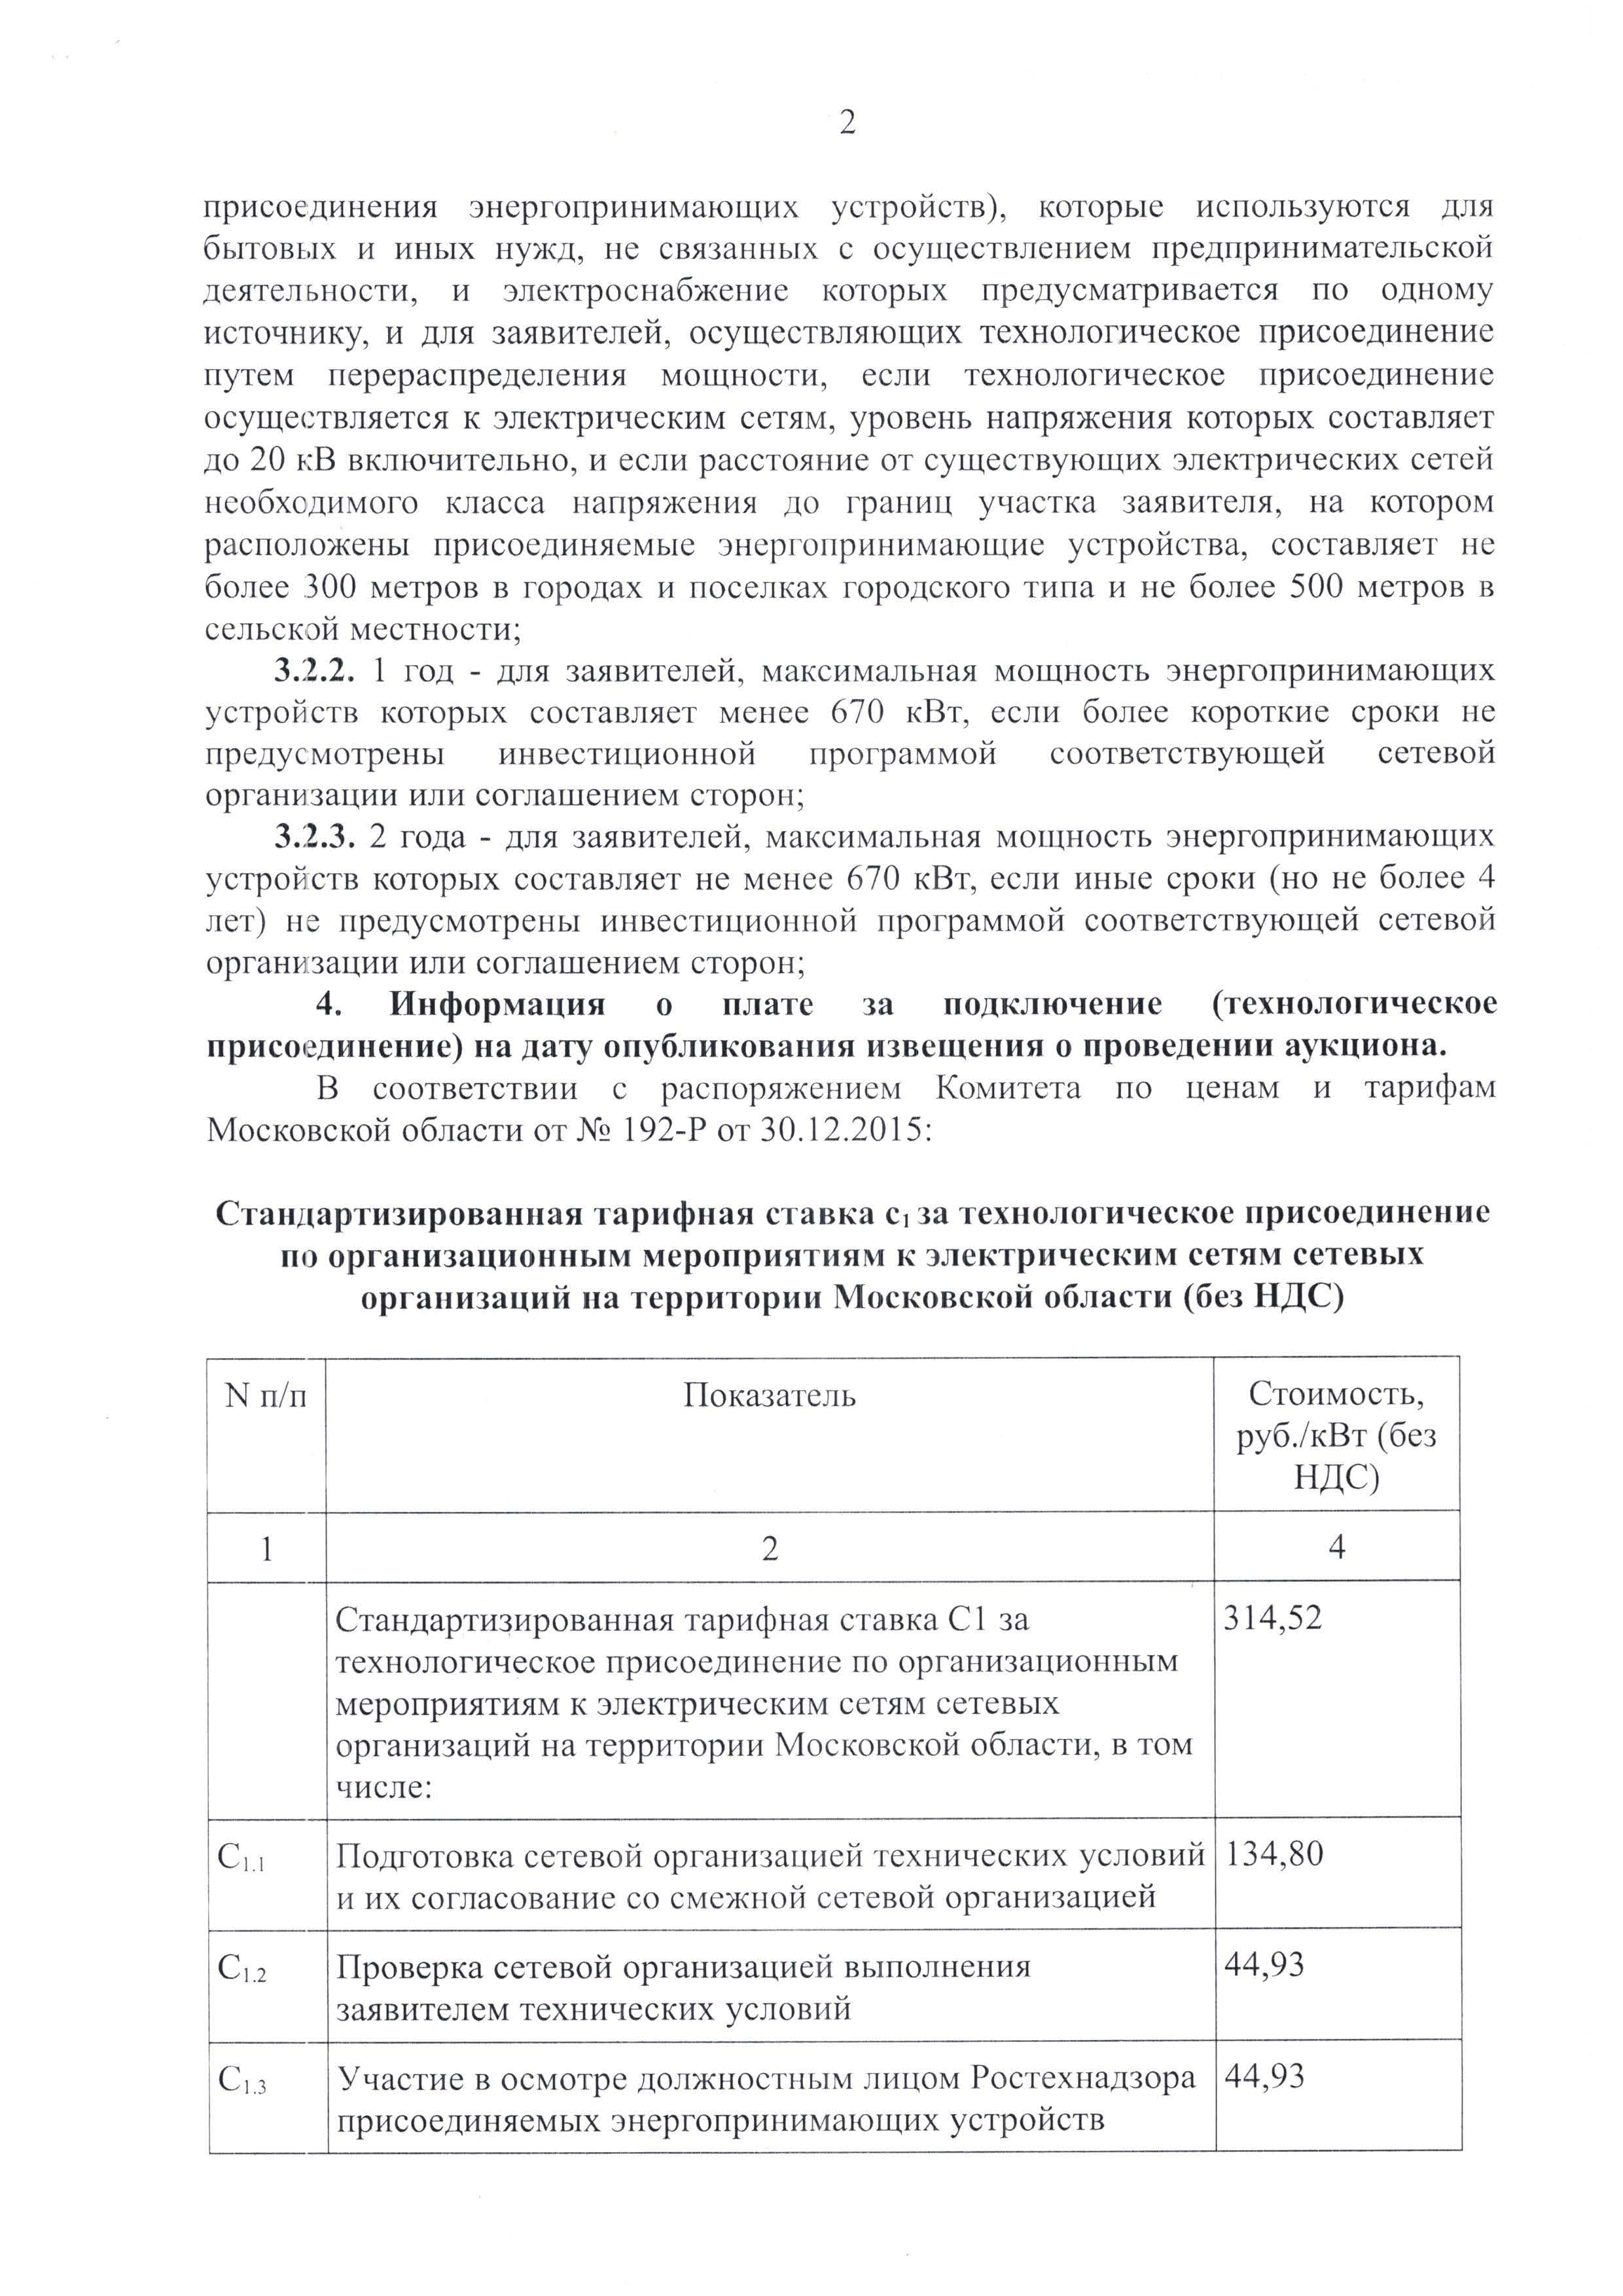 2
присоединения энергопринимающих устройств), которые используются для
бытовых и иных нужд, не связанных с осуществлением предпринимательской
деятельности, и электроснабжение которых предусматривается по одному
источнику, и для заявителей, осуществляющих технологическое присоединение
путем перераспределения мощности, если технологическое присоединение
осуществляется к электрическим сетям, уровень напряжения которых составляет
до 20 кВ включительно, и если расстояние от существующих электрических сетей
необходимого класса напряжения до границ участка заявителя, на котором
расположены присоединяемые энергопринимающие устройства, составляет не
более 300 метров в городах и поселках городского типа и не более 500 метров в
сельской местности;
3.2.2. 1 год - для заявителей, максимальная мощность энергопринимающих
устройств которых составляет менее 670 кВт, если более короткие сроки не
предусмотрены инвестиционной программой соответствующей сетевой
организации или соглашением сторон;
3.2.3. 2 года - для заявителей, максимальная мощность энергопринимающих
устройств которых составляет не менее 670 кВт, если иные сроки (но не более 4
лет) не предусмотрены инвестиционной программой соответствующей сетевой
организации или соглашением сторон;
4. Информация о плате за подключение (технологическое
присоединение) на дату опубликования извещения о проведении аукциона.
В соответствии с распоряжением Комитета по ценам и тарифам
Московской области от № 192-Р от 30.12.2015:
Стандартизированная тарифная ставка с1 за технологическое присоединение
по организационным мероприятиям к электрическим сетям сетевых
организаций на территории Московской области (без НДС)
N п/п Показатель Стоимость,
руб./кВт (без
НДС)
1 2 4
Стандартизированная тарифная ставка С1 за 314,52
технологическое присоединение по организационным
мероприятиям к электрическим сетям сетевых
организаций на территории Московской области, в том
числе:
С1.1 Подготовка сетевой организацией технических условий 134,80
и их согласование со смежной сетевой организацией
С1.2 Проверка сетевой организацией выполнения 44,93
заявителем технических условий
С1.3 Участие в осмотре должностным лицом Ростехнадзора 44,93
присоединяемых энергопринимающих устройств